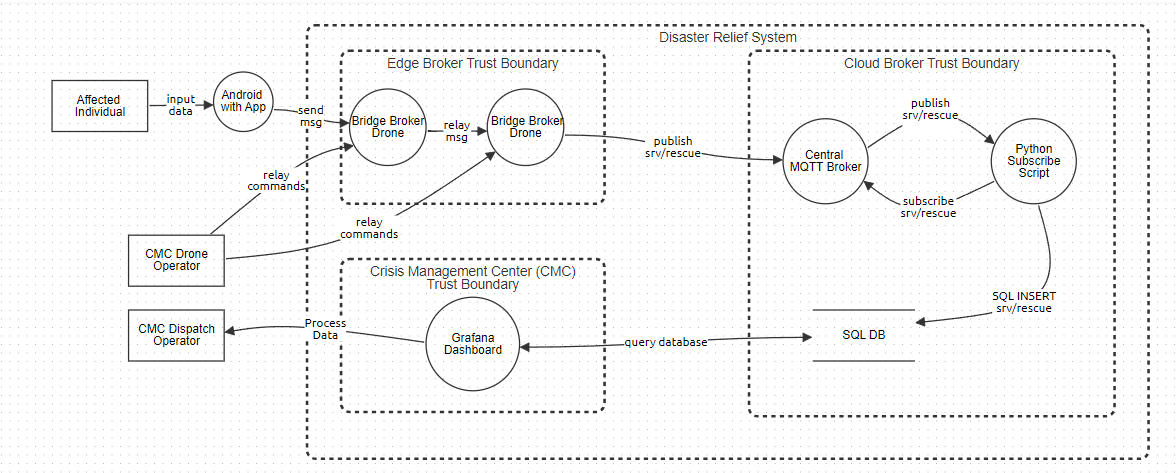 Disaster Relief System
Edge Broker Trust Boundary
Cloud Broker Trust Boundary
Affected
Individual
input
data
Android
with App
send
msg
Bridge Broker
Drone
relay
msg
Bridge Broker
Drone
publish
srv/rescue
Central
MQTT Broker
publish
srv/rescue
Python
Subscribe
Script
subscribe
srv/rescue
relay
commands
relay
commands
CMC Drone
Operator
Crisis Management Center (CMC)
Trust Boundary
SQL INSERT
srv/rescue
CMC Dispatch
Operator
Process
Data
Grafana
Dashboard
query database
SQL DB